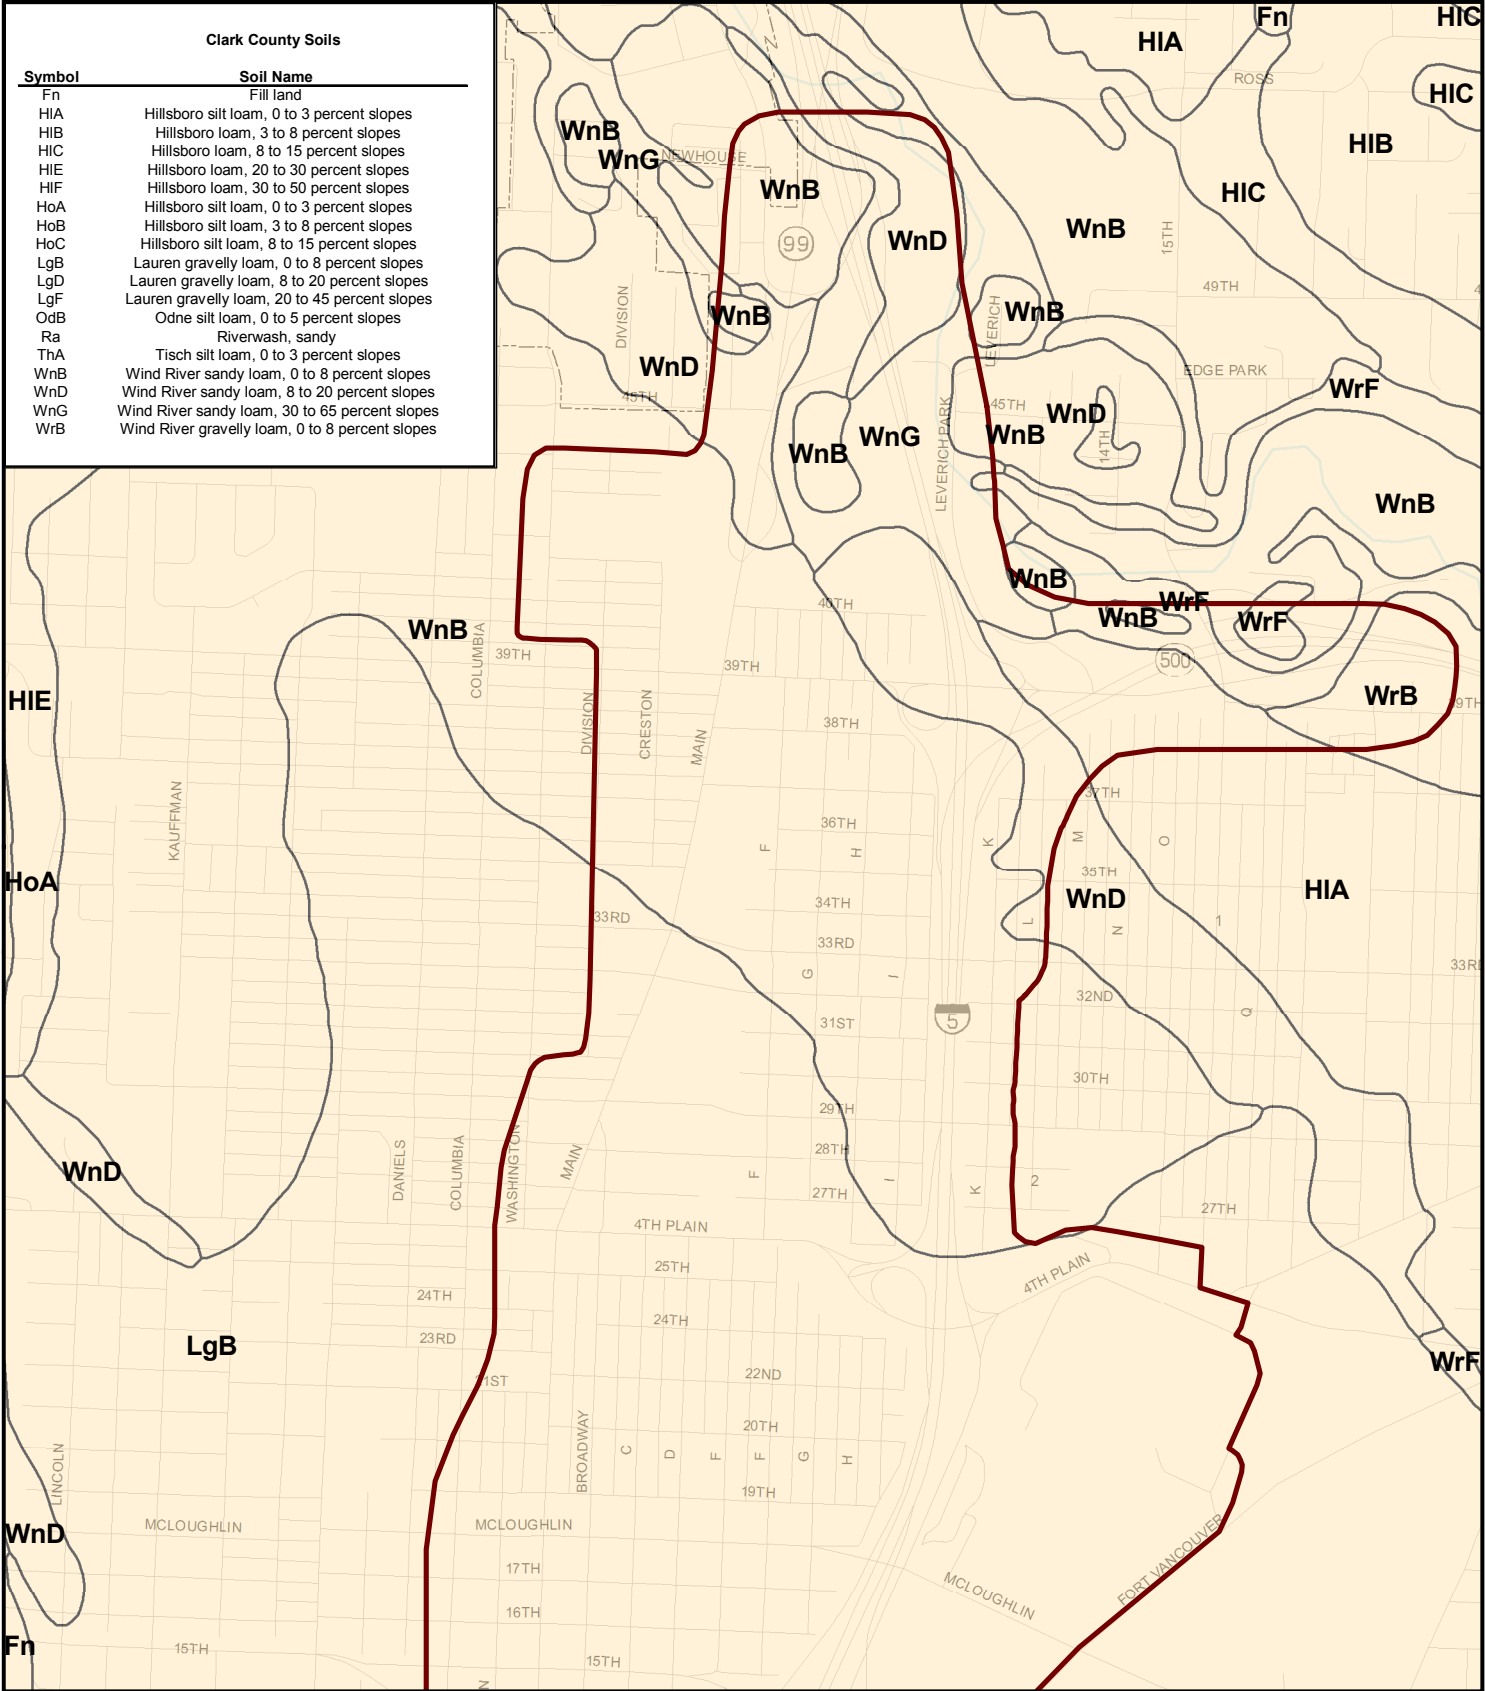 Clark County Soils
Symbol Soil Name
Fn Fill land
HIA Hillsboro silt loam, 0 to 3 percent slopes
HIB Hillsboro loam, 3 to 8 percent slopes
HIC Hillsboro loam, 8 to 15 percent slopes
HIE Hillsboro loam, 20 to 30 percent slopes
HIF Hillsboro loam, 30 to 50 percent slopes
HoA Hillsboro silt loam, 0 to 3 percent slopes
HoB Hillsboro silt loam, 3 to 8 percent slopes
HoC Hillsboro silt loam, 8 to 15 percent slopes
LgB Lauren gravelly loam, 0 to 8 percent slopes
LgD Lauren gravelly loam, 8 to 20 percent slopes
LgF Lauren gravelly loam, 20 to 45 percent slopes
OdB Odne silt loam, 0 to 5 percent slopes
Ra Riverwash, sandy
ThA Tisch silt loam, 0 to 3 percent slopes
WnB Wind River sandy loam, 0 to 8 percent slopes
WnD Wind River sandy loam, 8 to 20 percent slopes
WnG Wind River sandy loam, 30 to 65 percent slopes
WrB Wind River gravelly loam, 0 to 8 percent slopes
Fn
HIC
HIA
ROSS
HIC
WnB
HIB
WnG
NEWHOUSE
WnB
HIC
WnB
15TH
WnD
99
49TH
DIVISION
WnB
LEVERICH
WnB
WnD
EDGE PARK
WrF
45TH
45TH
WnD
LEVERICH PARK
WnB
WnG
WnB
14TH
WnB
WnB
WnB
40TH
WrF
WnB
WrF
WnB
COLUMBIA
39TH
39TH
500
HIE
WrB
9TH
DIVISION
CRESTON
MAIN
38TH
KAUFFMAN
37TH
36TH
F
H
K
M
O
35TH
HoA
WnD
HIA
34TH
33RD
L
N
1
33RD
33RD
G
I
32ND
Q
31ST
5
30TH
29TH
28TH
WnD
DANIELS
COLUMBIA
WASHINGTON
MAIN
F
27TH
I
K
2
27TH
4TH PLAIN
25TH
4TH PLAIN
24TH
24TH
23RD
LgB
WrF
22ND
1ST
20TH
BROADWAY
C
D
F
F
G
H
LINCOLN
19TH
WnD
MCLOUGHLIN
MCLOUGHLIN
FORT VANCOUVER
17TH
MCLOUGHLIN
16TH
Fn
15TH
15TH
N